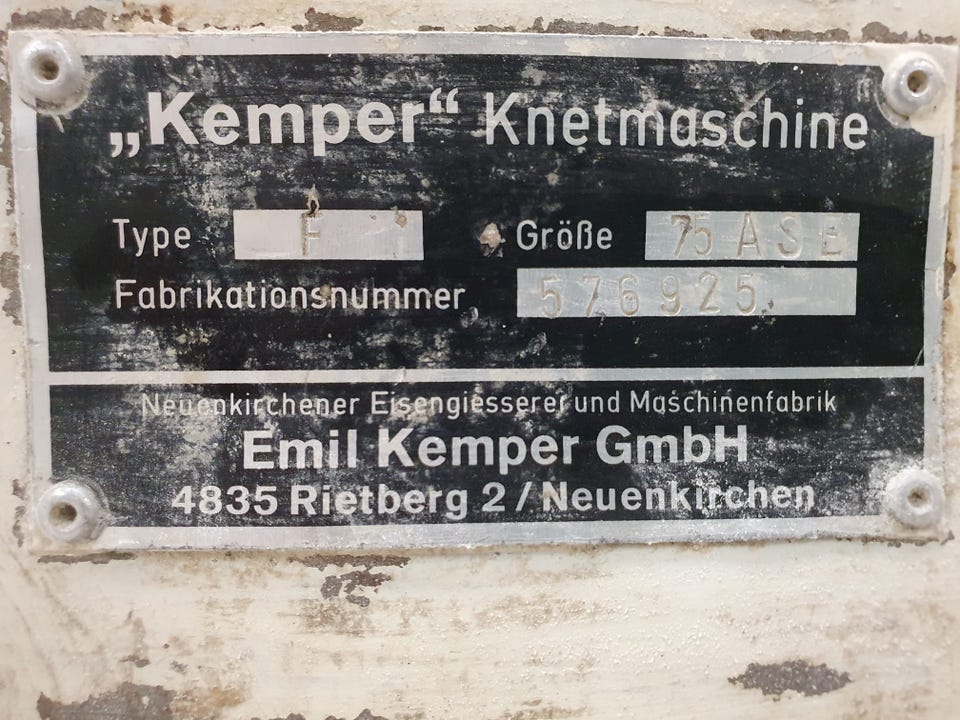 „Kemper“ Knetmaschine
Type F Größe 75 ASE
Fabrikationsnummer 576925
Neuenkirchener Eisengiesserei und Maschinenfabrik
Emil Kemper GmbH
4835 Rietberg 2 / Neuenkirchen